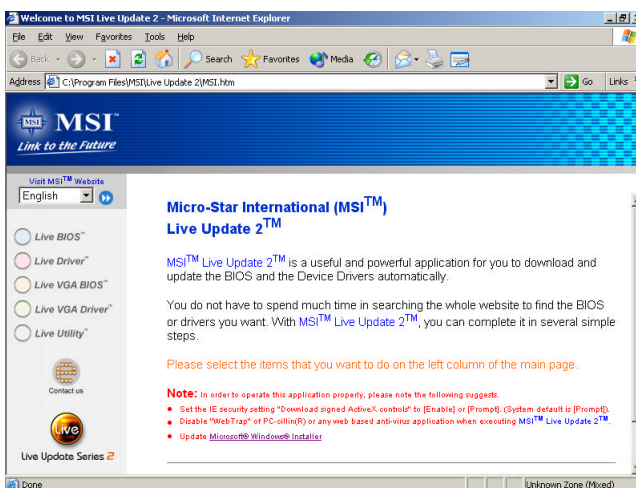 Welcome to MSI Live Update 2 - Microsoft Internet Explorer
File Edit View Favorites Tools Help
Back Search Favorites Media
Address C:\Program Files\MSI\Live Update 2\MSI.htm Go Links
MSI MSI™
Link to the Future
Visit MSI™ Website
English
Live BIOS™
Live Driver™
Live VGA BIOS™
Live VGA Driver™
Live Utility™
Contact us
Live
Live Update Series 2
Micro-Star International (MSI™)
Live Update 2™
MSI™ Live Update 2™ is a useful and powerful application for you to download and
update the BIOS and the Device Drivers automatically.
You do not have to spend much time in searching the whole website to find the BIOS
or drivers you want. With MSI™ Live Update 2™, you can complete it in several simple
steps.
Please select the items that you want to do on the left column of the main page.
Note: In order to operate this application properly, please note the following suggests.
• Set the IE security setting "Download signed ActiveX controls" to [Enable] or [Prompt]. (System default is [Prompt]).
• Disable "WebTrap" of PC-cillin(R) or any web based anti-virus application when executing MSI™ Live Update 2™.
• Update Microsoft® Windows® Installer
Done Unknown Zone (Mixed)